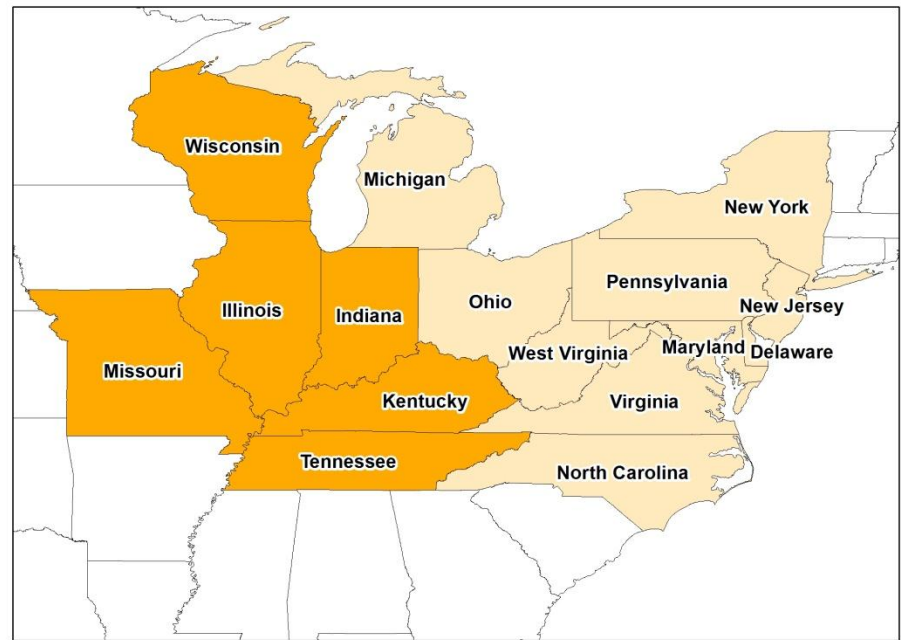 Wisconsin
Michigan
New York
Pennsylvania
New Jersey
Ohio
Illinois
Indiana
West Virginia
Maryland
Delaware
Missouri
Kentucky
Virginia
Tennessee
North Carolina